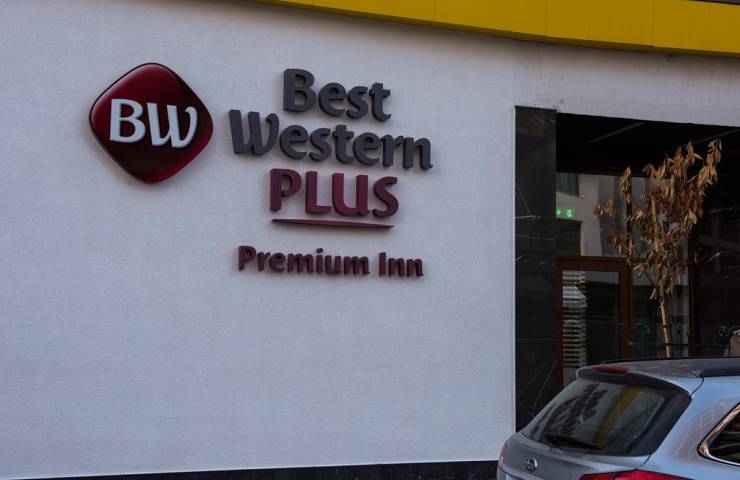 BW
Best
Western
PLUS
Premium Inn